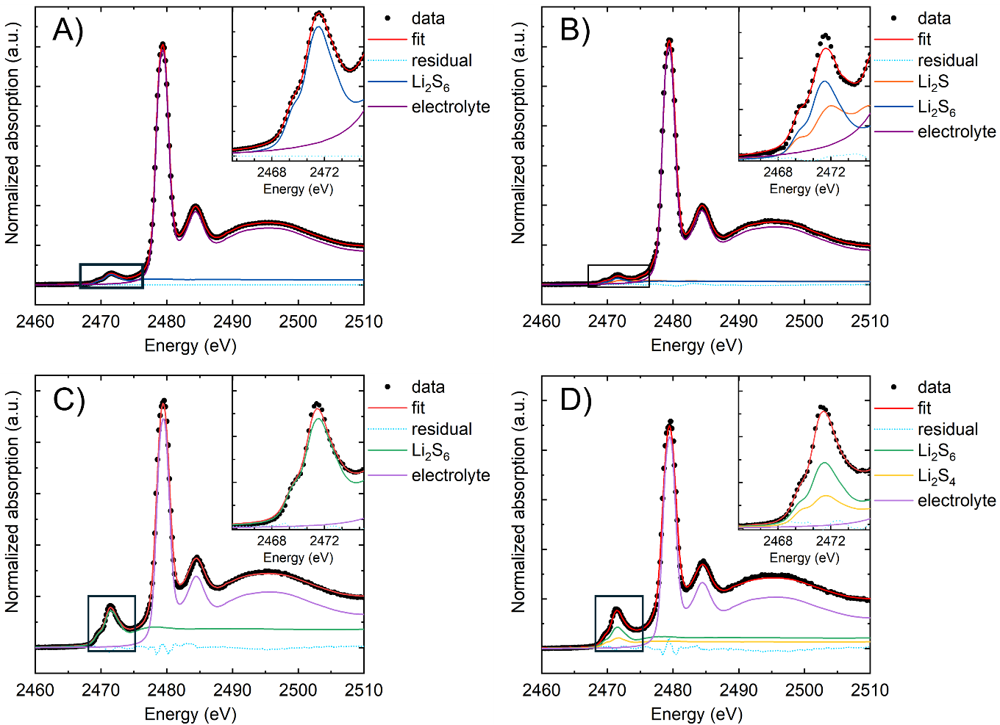 A)
data
fit
residual
Li2S6
electrolyte
2468 2472
Energy (eV)
Normalized absorption (a.u.)
2460 2470 2480 2490 2500 2510
Energy (eV)
B)
data
fit
residual
Li2S
Li2S6
electrolyte
2468 2472
Energy (eV)
Normalized absorption (a.u.)
2460 2470 2480 2490 2500 2510
Energy (eV)
C)
data
fit
residual
Li2S6
electrolyte
2468 2472
Energy (eV)
Normalized absorption (a.u.)
2460 2470 2480 2490 2500 2510
Energy (eV)
D)
data
fit
residual
Li2S6
Li2S4
electrolyte
2468 2472
Energy (eV)
Normalized absorption (a.u.)
2460 2470 2480 2490 2500 2510
Energy (eV)